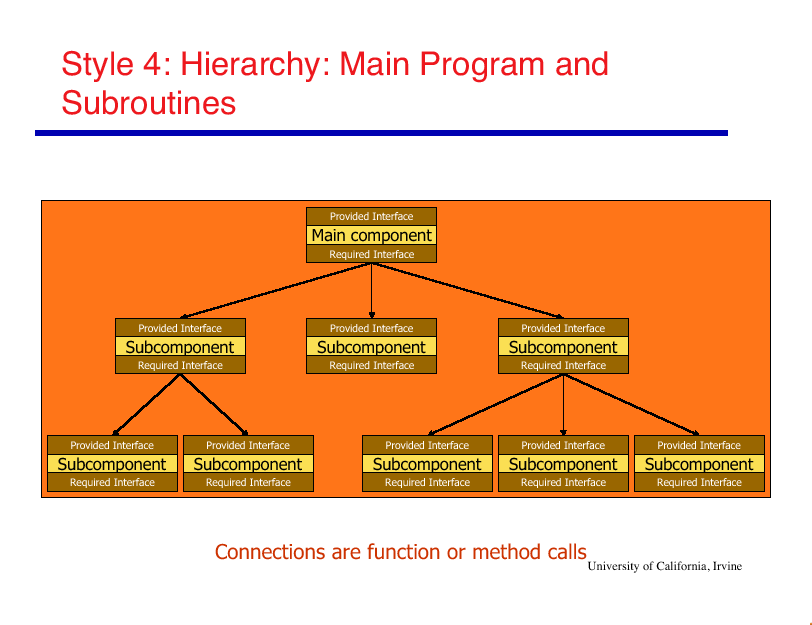 Style 4: Hierarchy: Main Program and
Subroutines
Provided Interface
Main component
Required Interface
Provided Interface
Subcomponent
Required Interface
Provided Interface
Subcomponent
Required Interface
Provided Interface
Subcomponent
Required Interface
Provided Interface
Subcomponent
Required Interface
Provided Interface
Subcomponent
Required Interface
Provided Interface
Subcomponent
Required Interface
Provided Interface
Subcomponent
Required Interface
Provided Interface
Subcomponent
Required Interface
Connections are function or method calls
University of California, Irvine